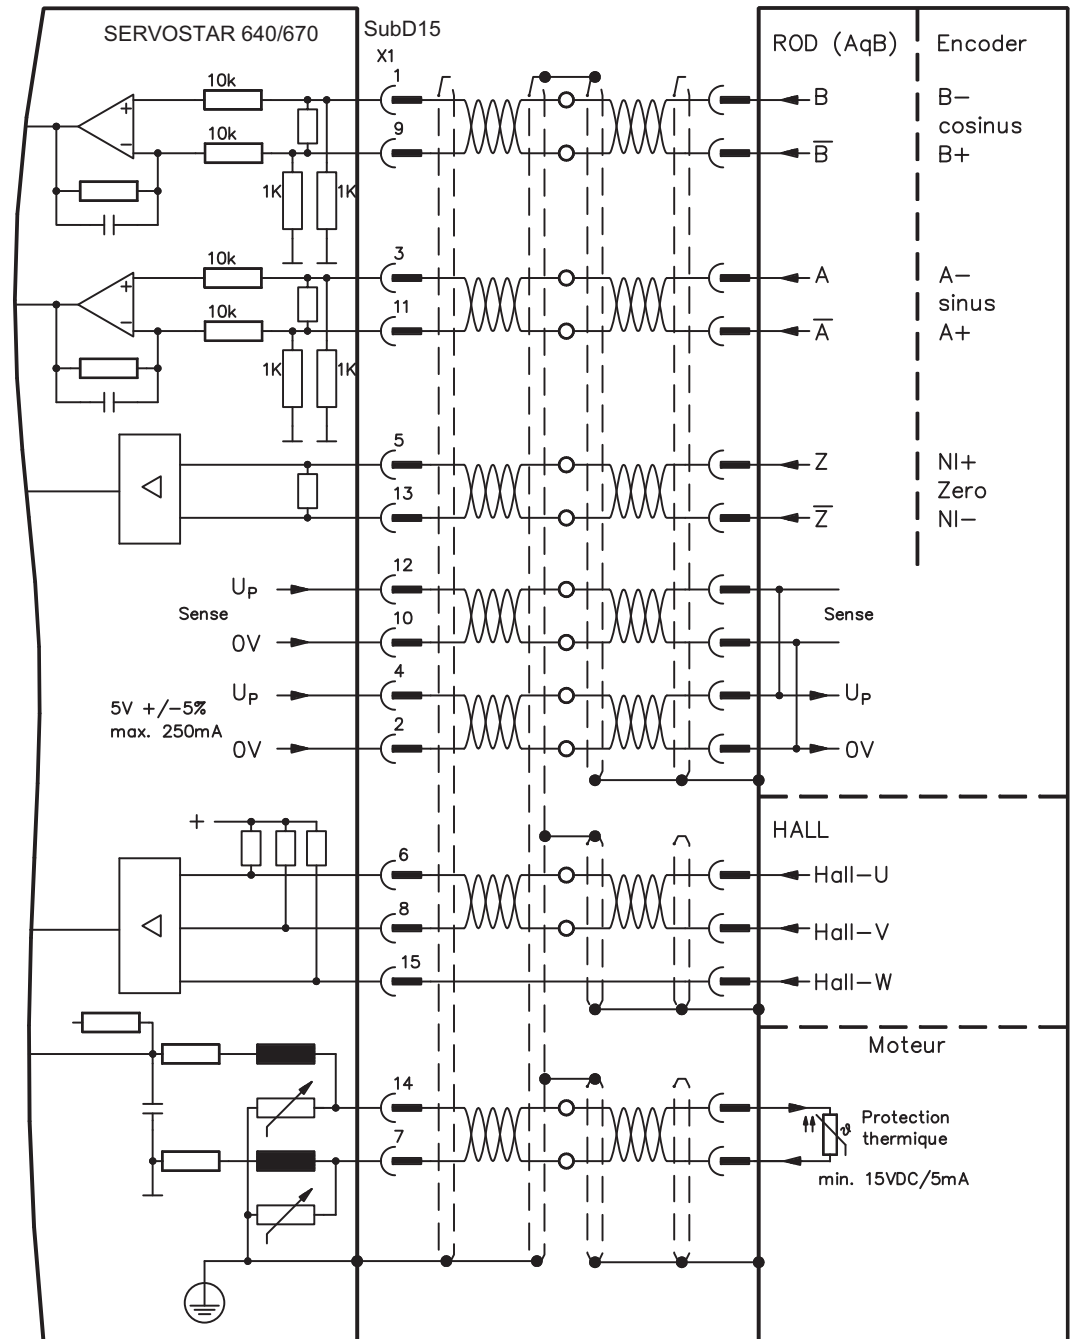 SERVOSTAR 640/670
SubD15
X1
ROD (AqB)
Encoder
10k
1
B
B-
cosinus
+
-
10k
9
B̅
B+
1K
1K
10k
3
A
A-
sinus
+
-
10k
11
A̅
A+
1K
1K
5
Z
NI+
Zero
13
Z̅
NI-
UP
12
Sense
Sense
0V
10
UP
4
UP
5V +/-5%
max. 250mA
0V
2
0V
+
HALL
6
Hall-U
8
Hall-V
15
Hall-W
Moteur
14
Protection
thermique
ϑ
7
min. 15VDC/5mA